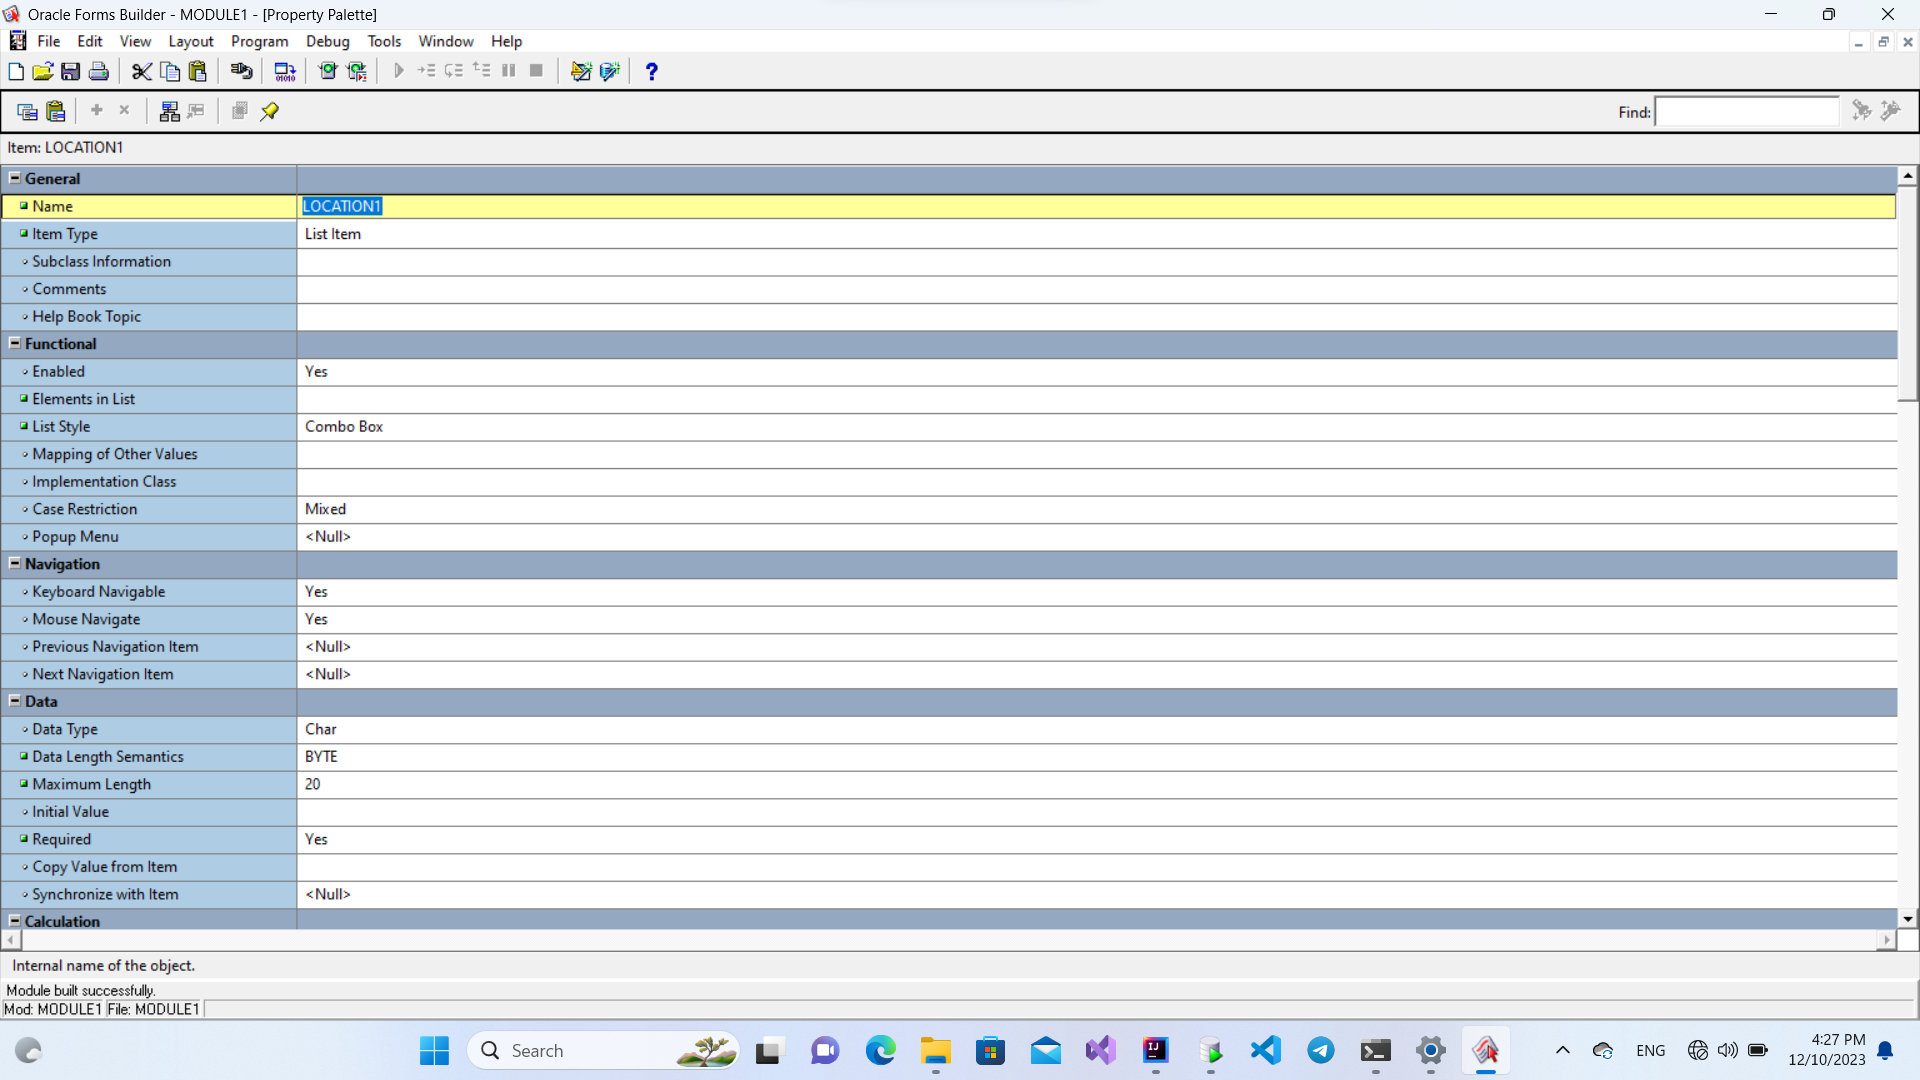 Oracle Forms Builder - MODULE1 - [Property Palette]
File Edit View Layout Program Debug Tools Window Help
Find:
Item: LOCATION1
General
Name LOCATION1
Item Type List Item
Subclass Information
Comments
Help Book Topic
Functional
Enabled Yes
Elements in List
List Style Combo Box
Mapping of Other Values
Implementation Class
Case Restriction Mixed
Popup Menu <Null>
Navigation
Keyboard Navigable Yes
Mouse Navigate Yes
Previous Navigation Item <Null>
Next Navigation Item <Null>
Data
Data Type Char
Data Length Semantics BYTE
Maximum Length 20
Initial Value
Required Yes
Copy Value from Item
Synchronize with Item <Null>
Calculation
Internal name of the object.
Module built successfully.
Mod: MODULE1 File: MODULE1
Search
ENG
4:27 PM
12/10/2023